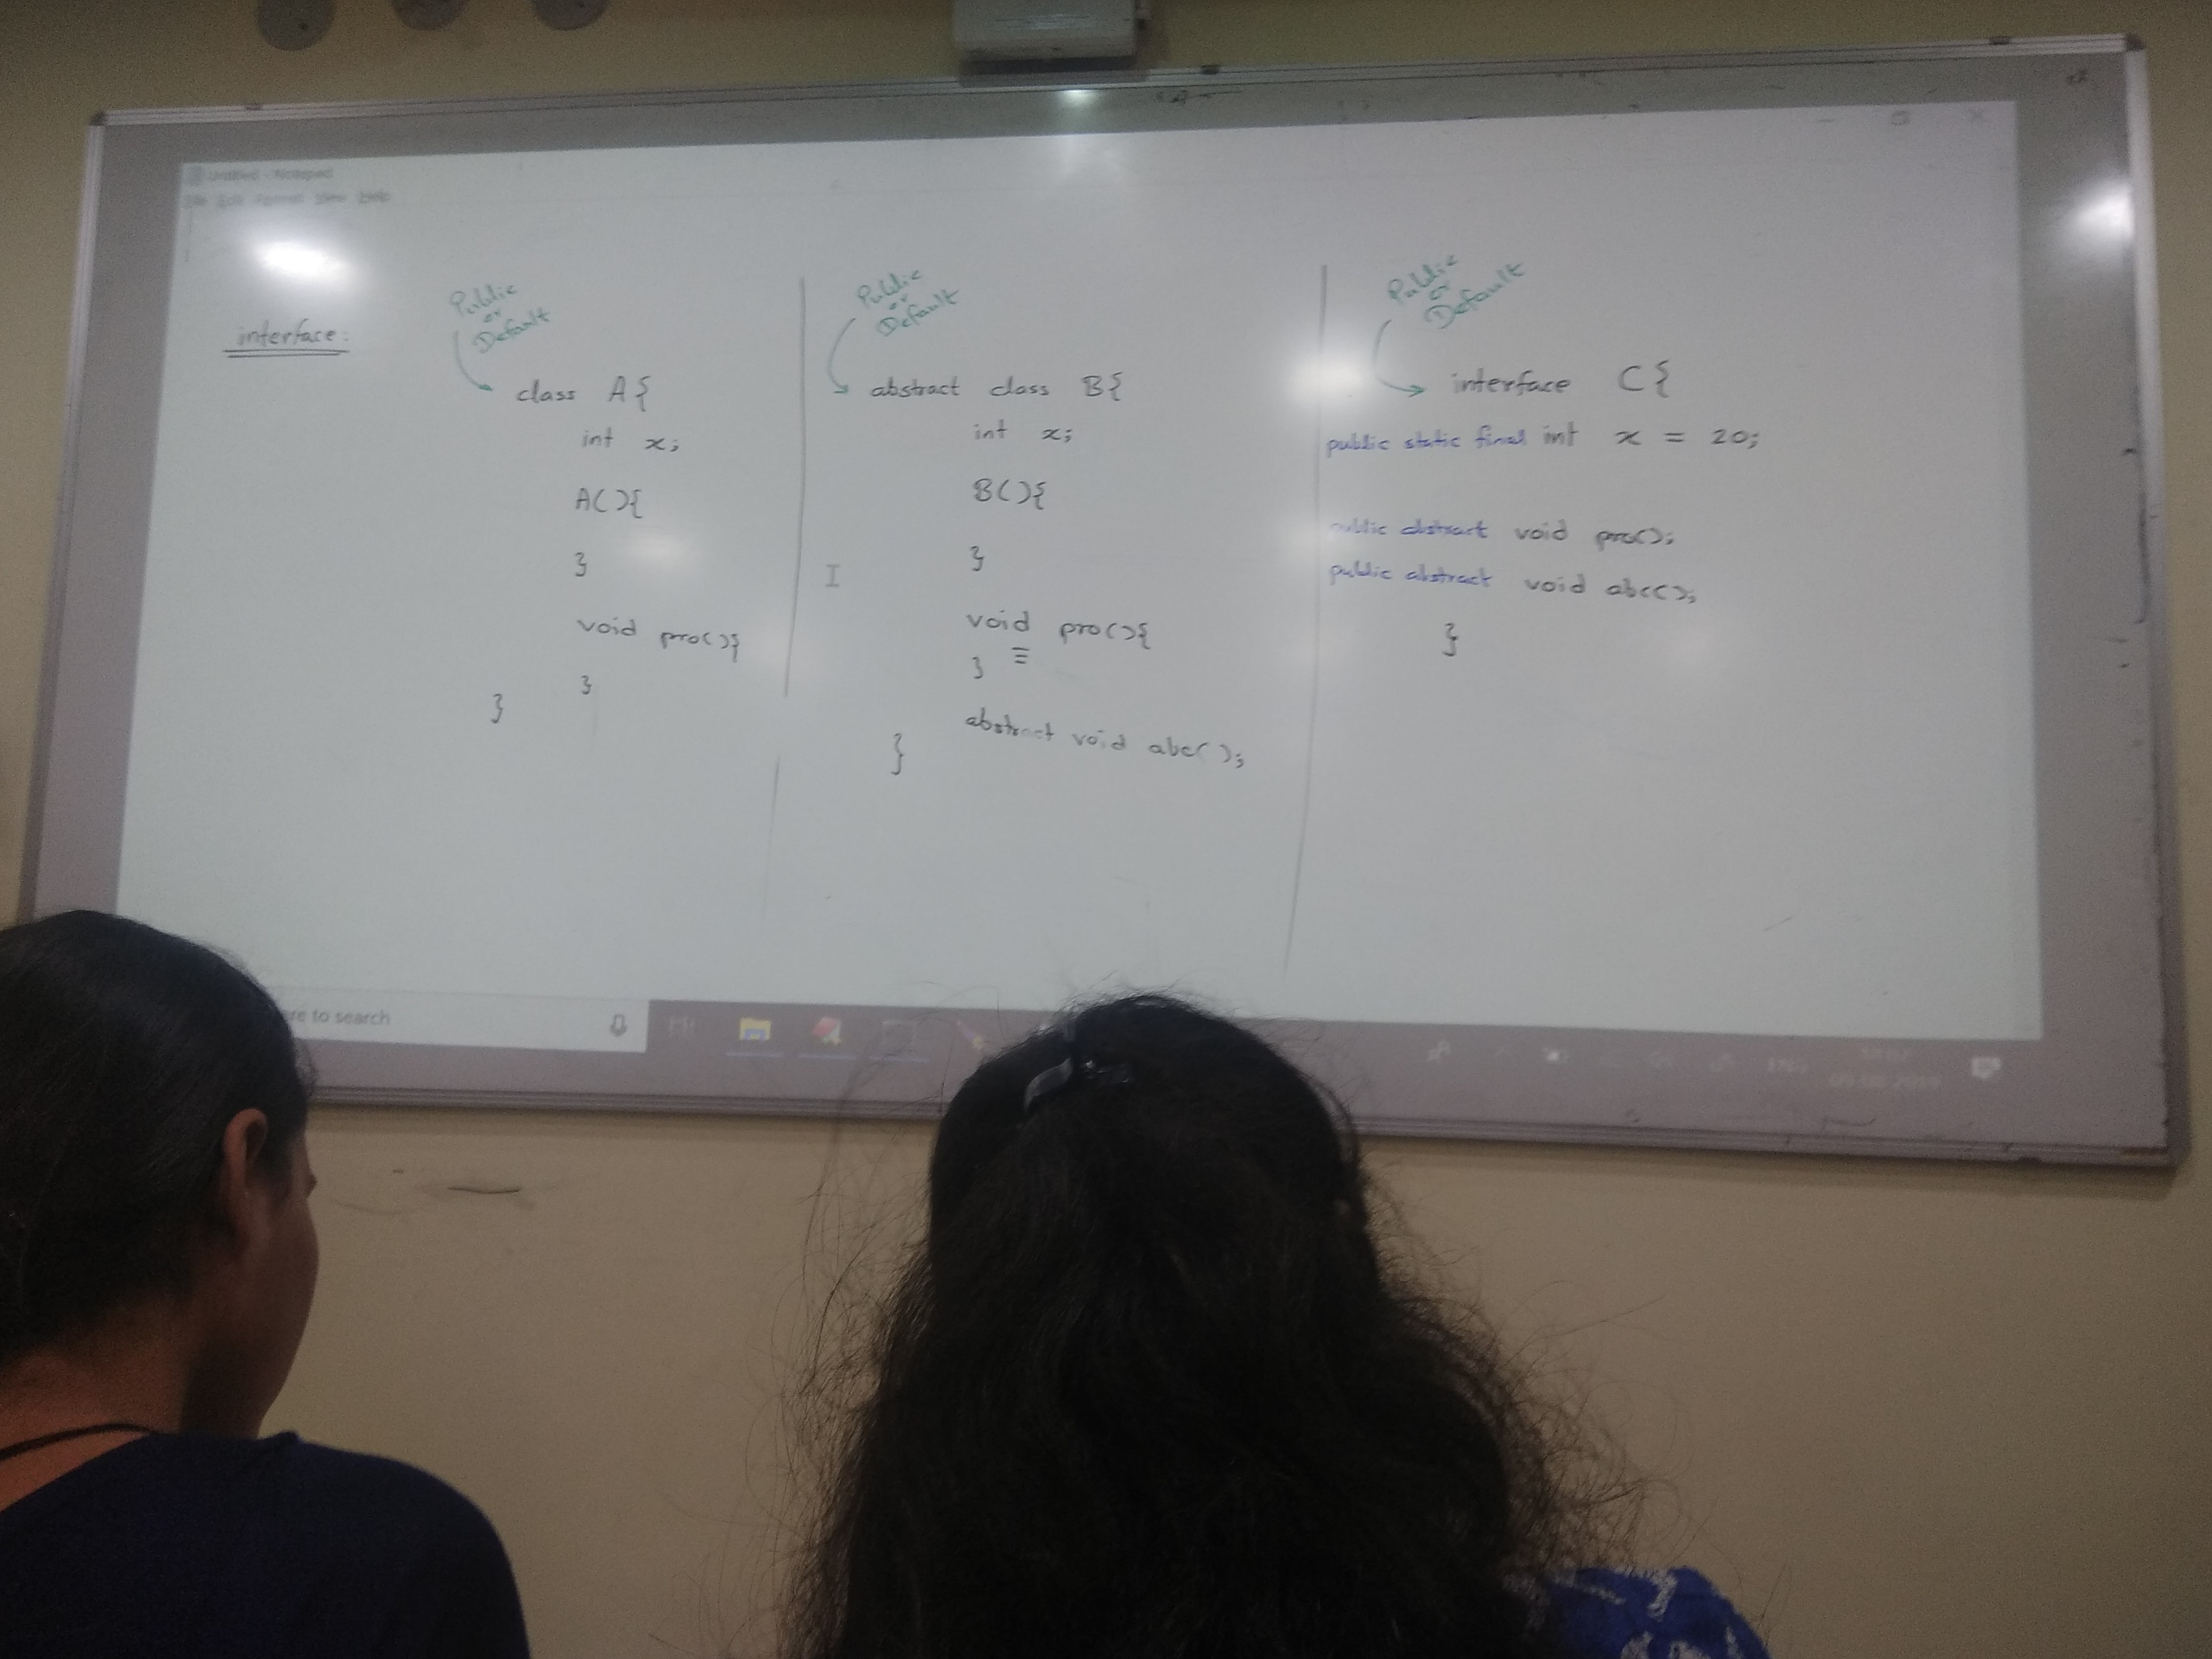 Untitled - Notepad
File Edit Format View Help
interface:
Public
or
Default
class A{
int x;
A(){
}
void pro(){
}
}
Public
or
Default
abstract class B{
int x;
B(){
}
void pro(){
}
abstract void abc();
}
Public
or
Default
interface C{
public static final int x = 20;
public abstract void pro();
public abstract void abc();
}
re to search